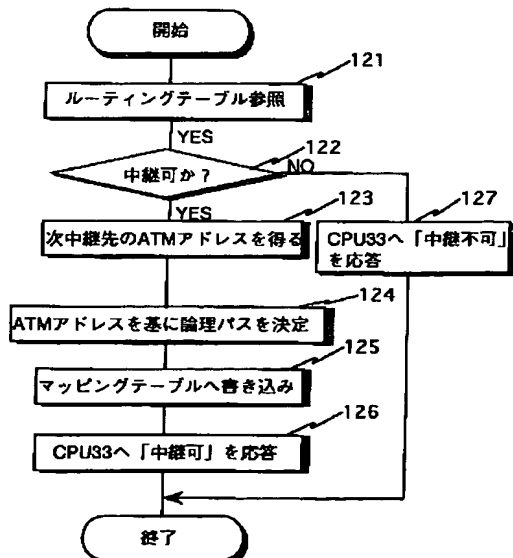 開始
121
ルーティングテーブル参照
YES
122
中継可か？
NO
YES
123
次中継先のATMアドレスを得る
127
CPU33へ「中継不可」
を応答
124
ATMアドレスを基に論理パスを決定
125
マッピングテーブルへ書き込み
126
CPU33へ「中継可」を応答
終了